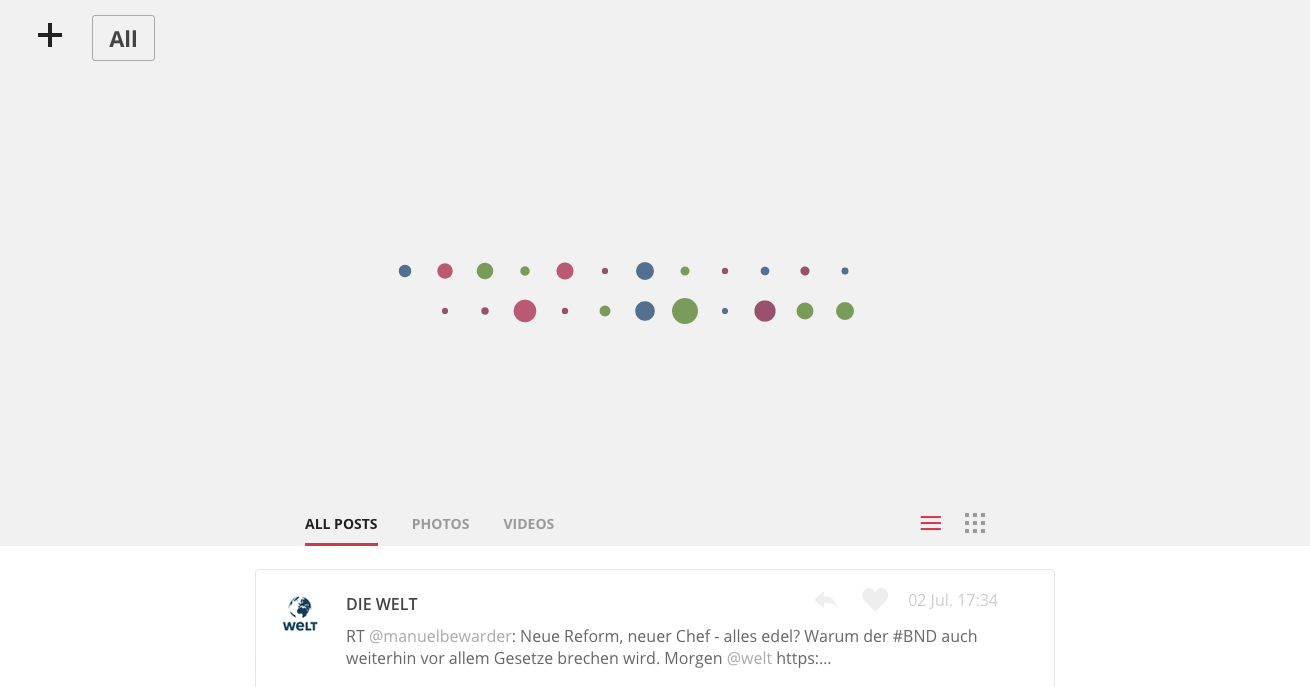 All
ALL POSTS PHOTOS VIDEOS
DIE WELT 02 Jul. 17:34
WELT
RT @manuelbewarder: Neue Reform, neuer Chef - alles edel? Warum der #BND auch
weiterhin vor allem Gesetze brechen wird. Morgen @welt https:...